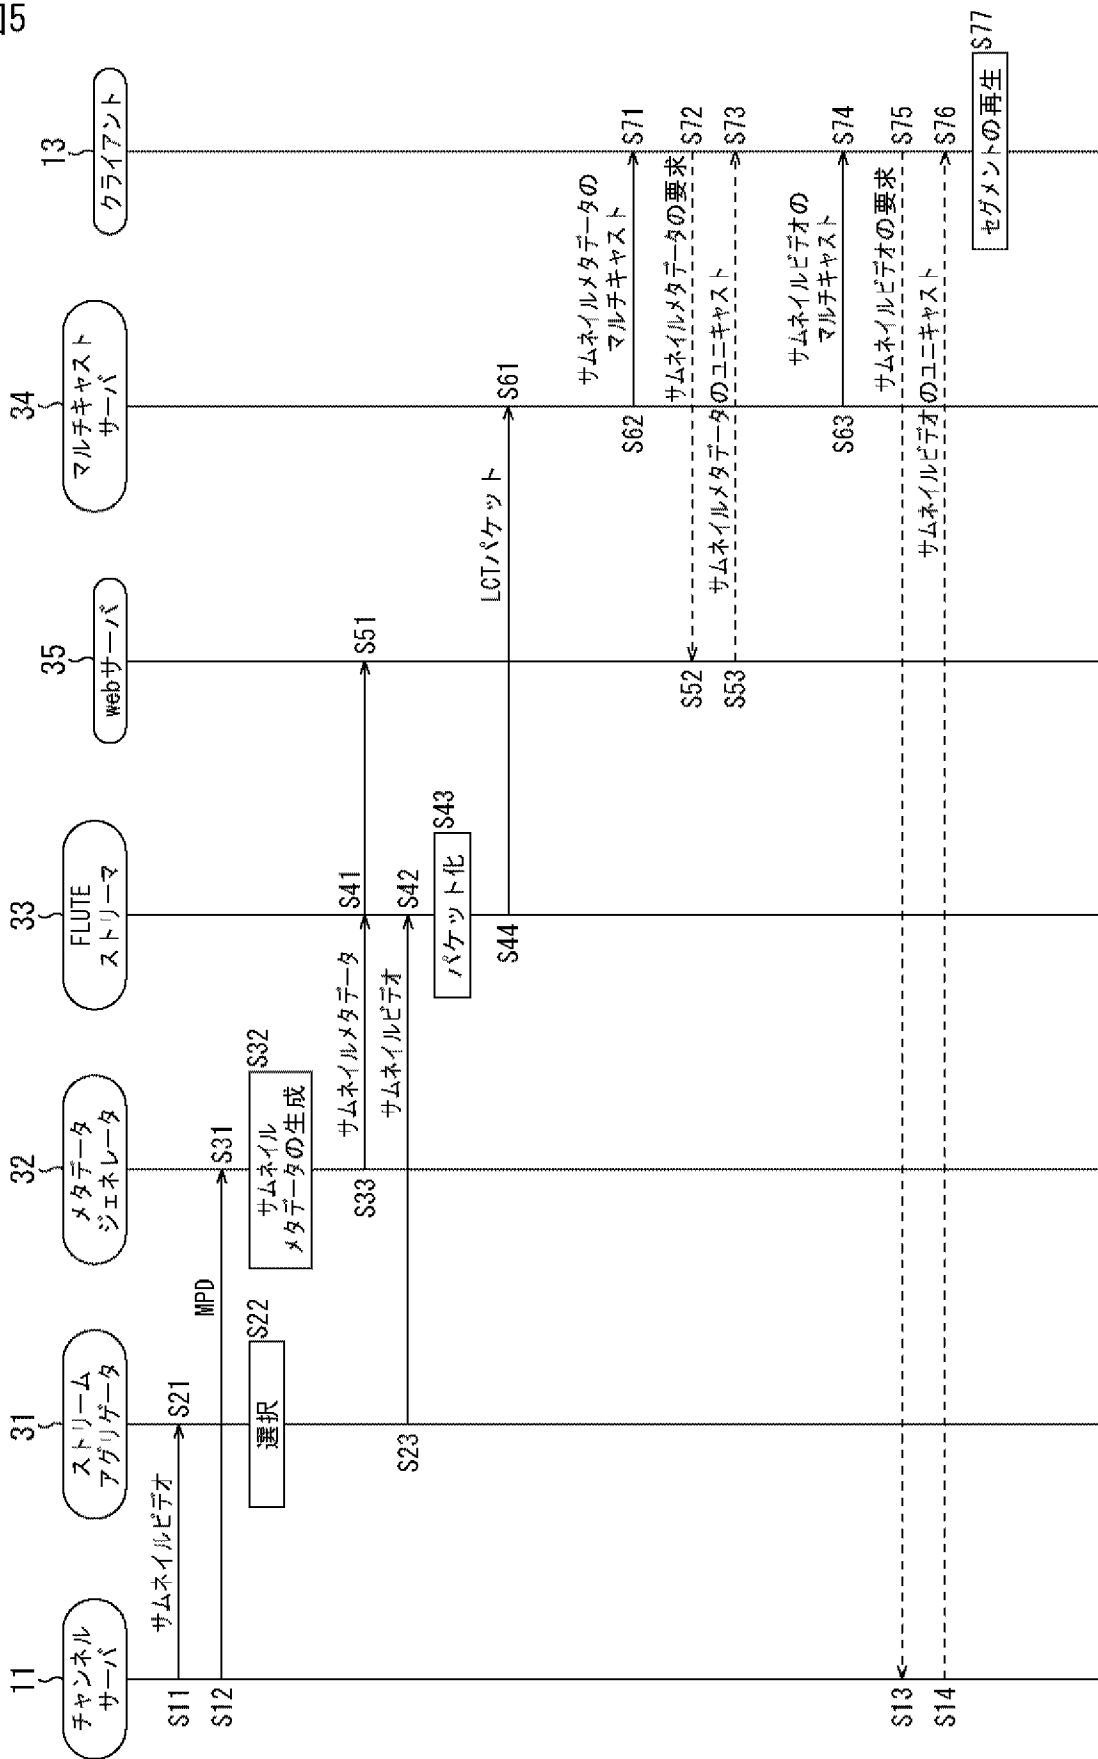 図5
11
チャンネル
サーバ
31
ストリーム
アグリゲータ
32
メタデータ
ジェネレータ
33
FLUTE
ストリーマ
35
webサーバ
34
マルチキャスト
サーバ
13
クライアント
S11
サムネイルビデオ
S21
S12
MPD
S31
選択
S22
サムネイル
メタデータの生成
S32
S33
サムネイルメタデータ
S41
S51
S23
サムネイルビデオ
S42
パケット化
S43
S44
LCTパケット
S61
S62
サムネイルメタデータの
マルチキャスト
S71
S52
サムネイルメタデータの要求
S72
S53
サムネイルメタデータのユニキャスト
S73
S63
サムネイルビデオの
マルチキャスト
S74
S13
サムネイルビデオの要求
S75
S14
サムネイルビデオのユニキャスト
S76
セグメントの再生
S77